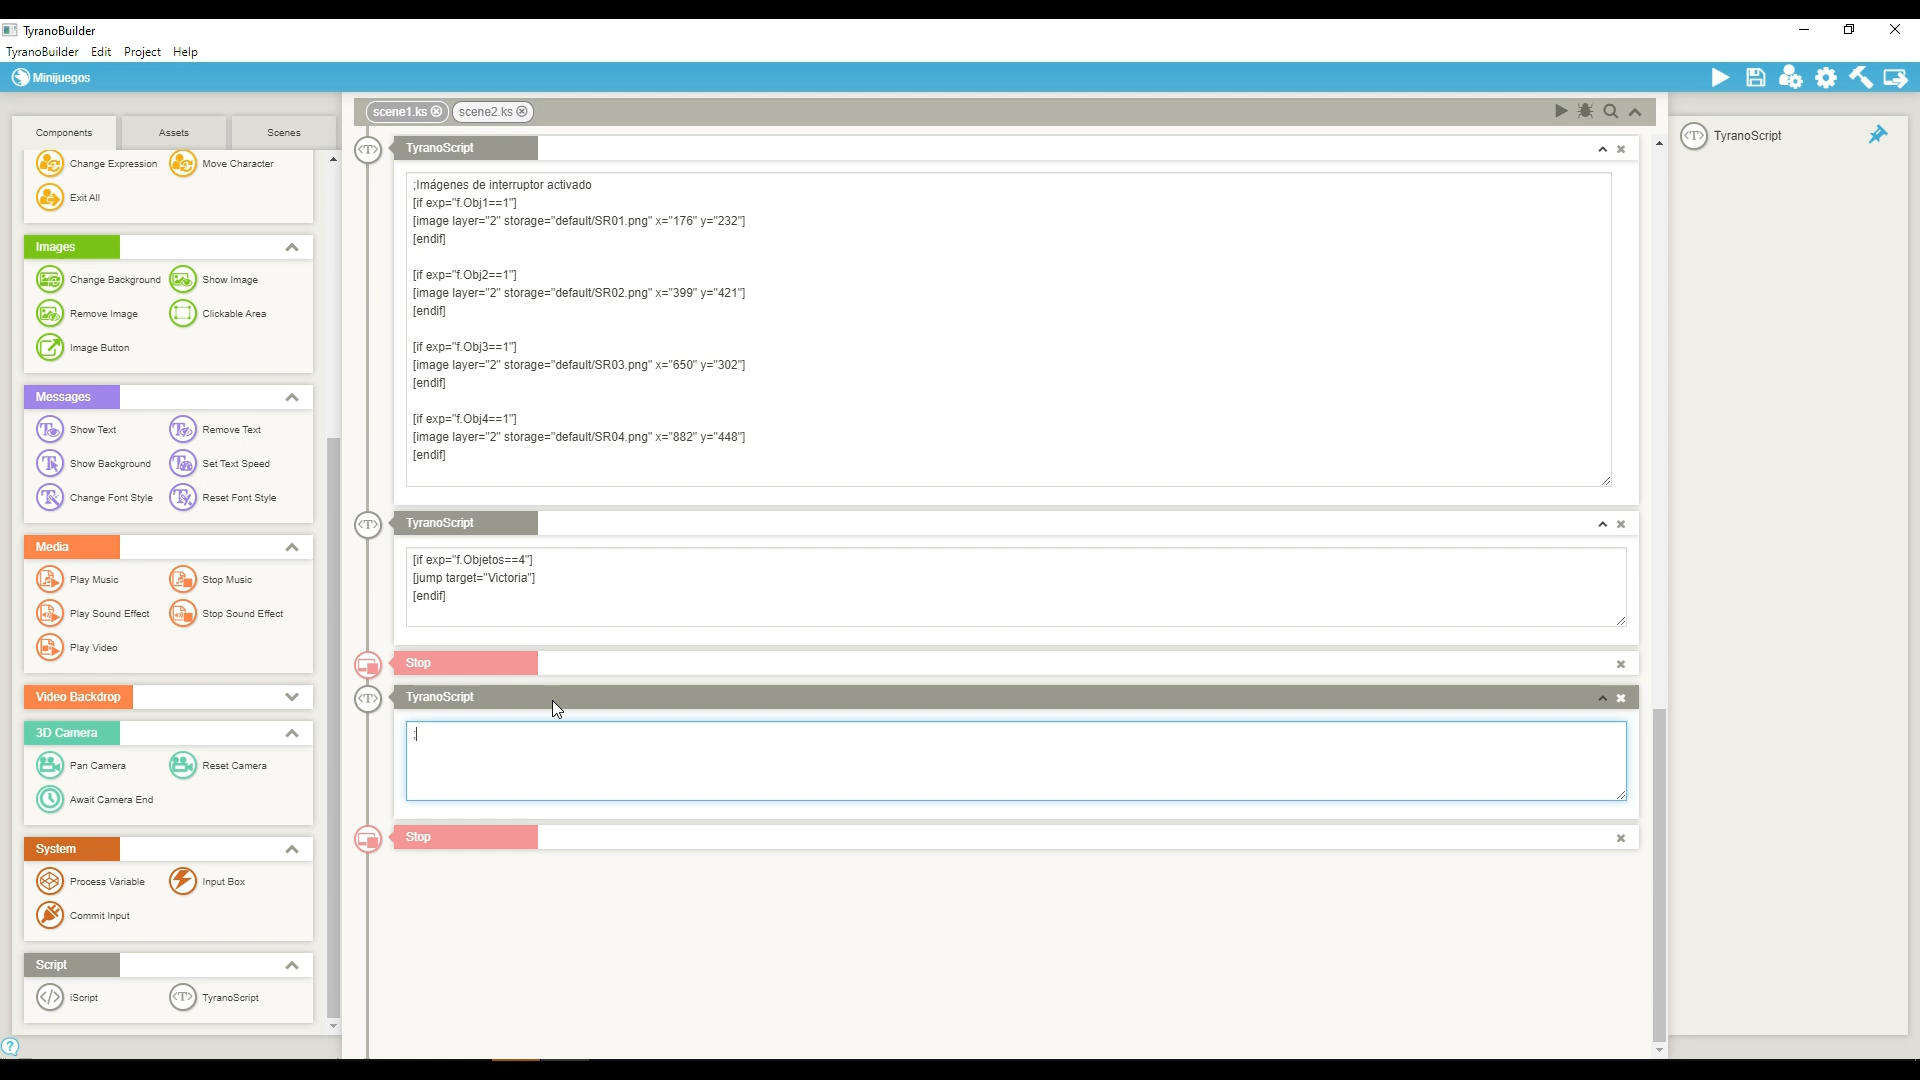 TyranoBuilder
TyranoBuilder Edit Project Help
Minijuegos
Components Assets Scenes
Change Expression Move Character
Exit All
Images
Change Background Show Image
Remove Image Clickable Area
Image Button
Messages
Show Text Remove Text
Show Background Set Text Speed
Change Font Style Reset Font Style
Media
Play Music Stop Music
Play Sound Effect Stop Sound Effect
Play Video
Video Backdrop
3D Camera
Pan Camera Reset Camera
Await Camera End
System
Process Variable Input Box
Commit Input
Script
iScript TyranoScript
scene1.ks scene2.ks
TyranoScript
;Imágenes de interruptor activado
[if exp="f.Obj1==1"]
[image layer="2" storage="default/SR01.png" x="176" y="232"]
[endif]
[if exp="f.Obj2==1"]
[image layer="2" storage="default/SR02.png" x="399" y="421"]
[endif]
[if exp="f.Obj3==1"]
[image layer="2" storage="default/SR03.png" x="650" y="302"]
[endif]
[if exp="f.Obj4==1"]
[image layer="2" storage="default/SR04.png" x="882" y="448"]
[endif]
TyranoScript
[if exp="f.Objetos==4"]
[jump target="Victoria"]
[endif]
Stop
TyranoScript
;
Stop
TyranoScript